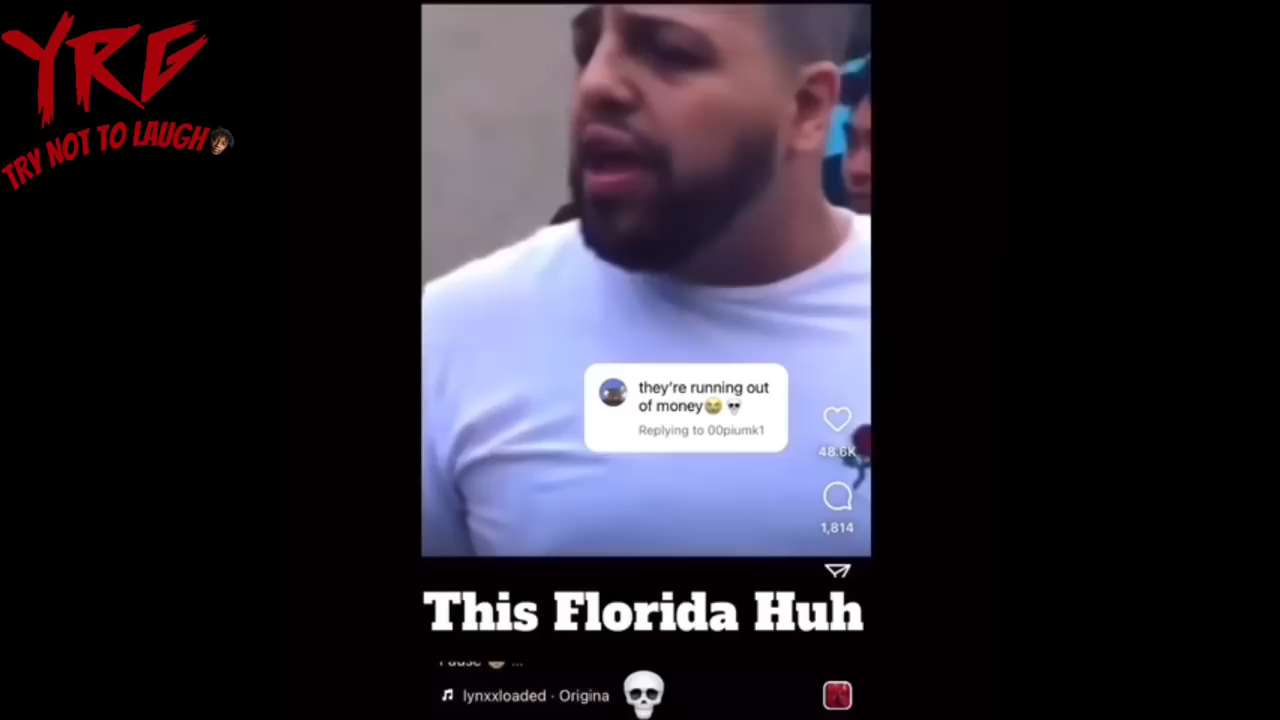 YRG
TRY NOT TO LAUGH
they're running out
of money😭💀
Replying to 00piumk1
48.6K
1,814
This Florida Huh
lynxxloaded · Origina